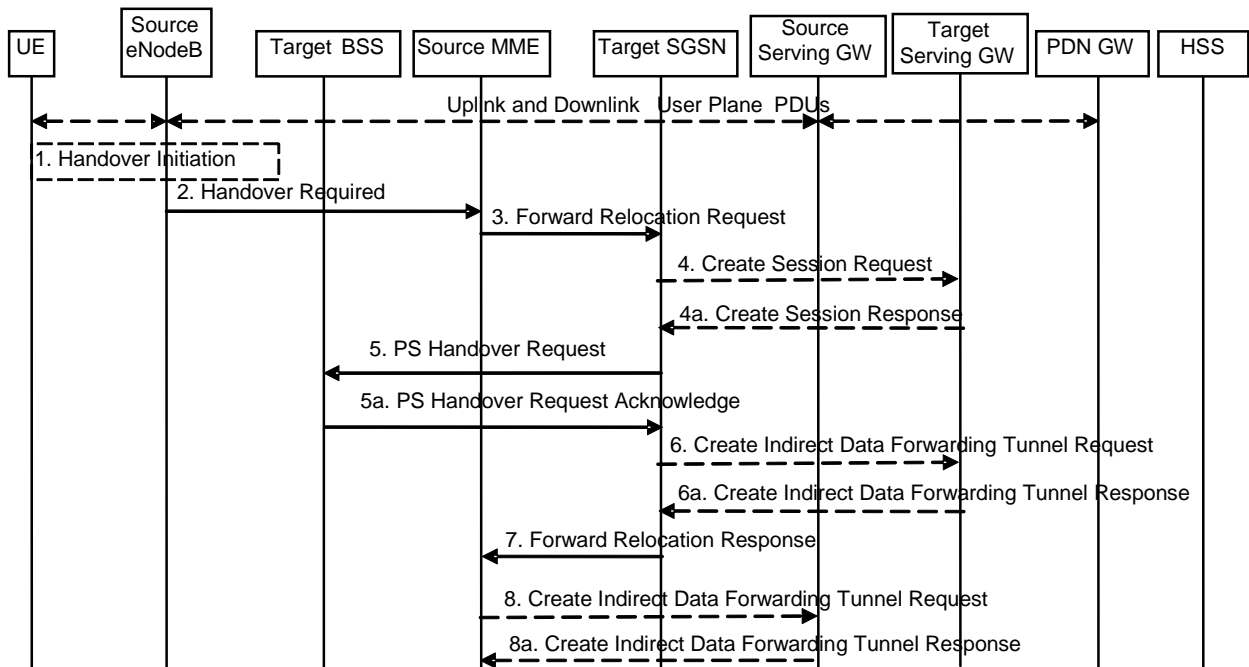 UE
Source
eNodeB
Target BSS
Source MME
Target SGSN
Source
Serving GW
Target
Serving GW
PDN GW
HSS
Uplink and Downlink User Plane PDUs
1. Handover Initiation
2. Handover Required
3. Forward Relocation Request
4. Create Session Request
4a. Create Session Response
5. PS Handover Request
5a. PS Handover Request Acknowledge
6. Create Indirect Data Forwarding Tunnel Request
6a. Create Indirect Data Forwarding Tunnel Response
7. Forward Relocation Response
8. Create Indirect Data Forwarding Tunnel Request
8a. Create Indirect Data Forwarding Tunnel Response